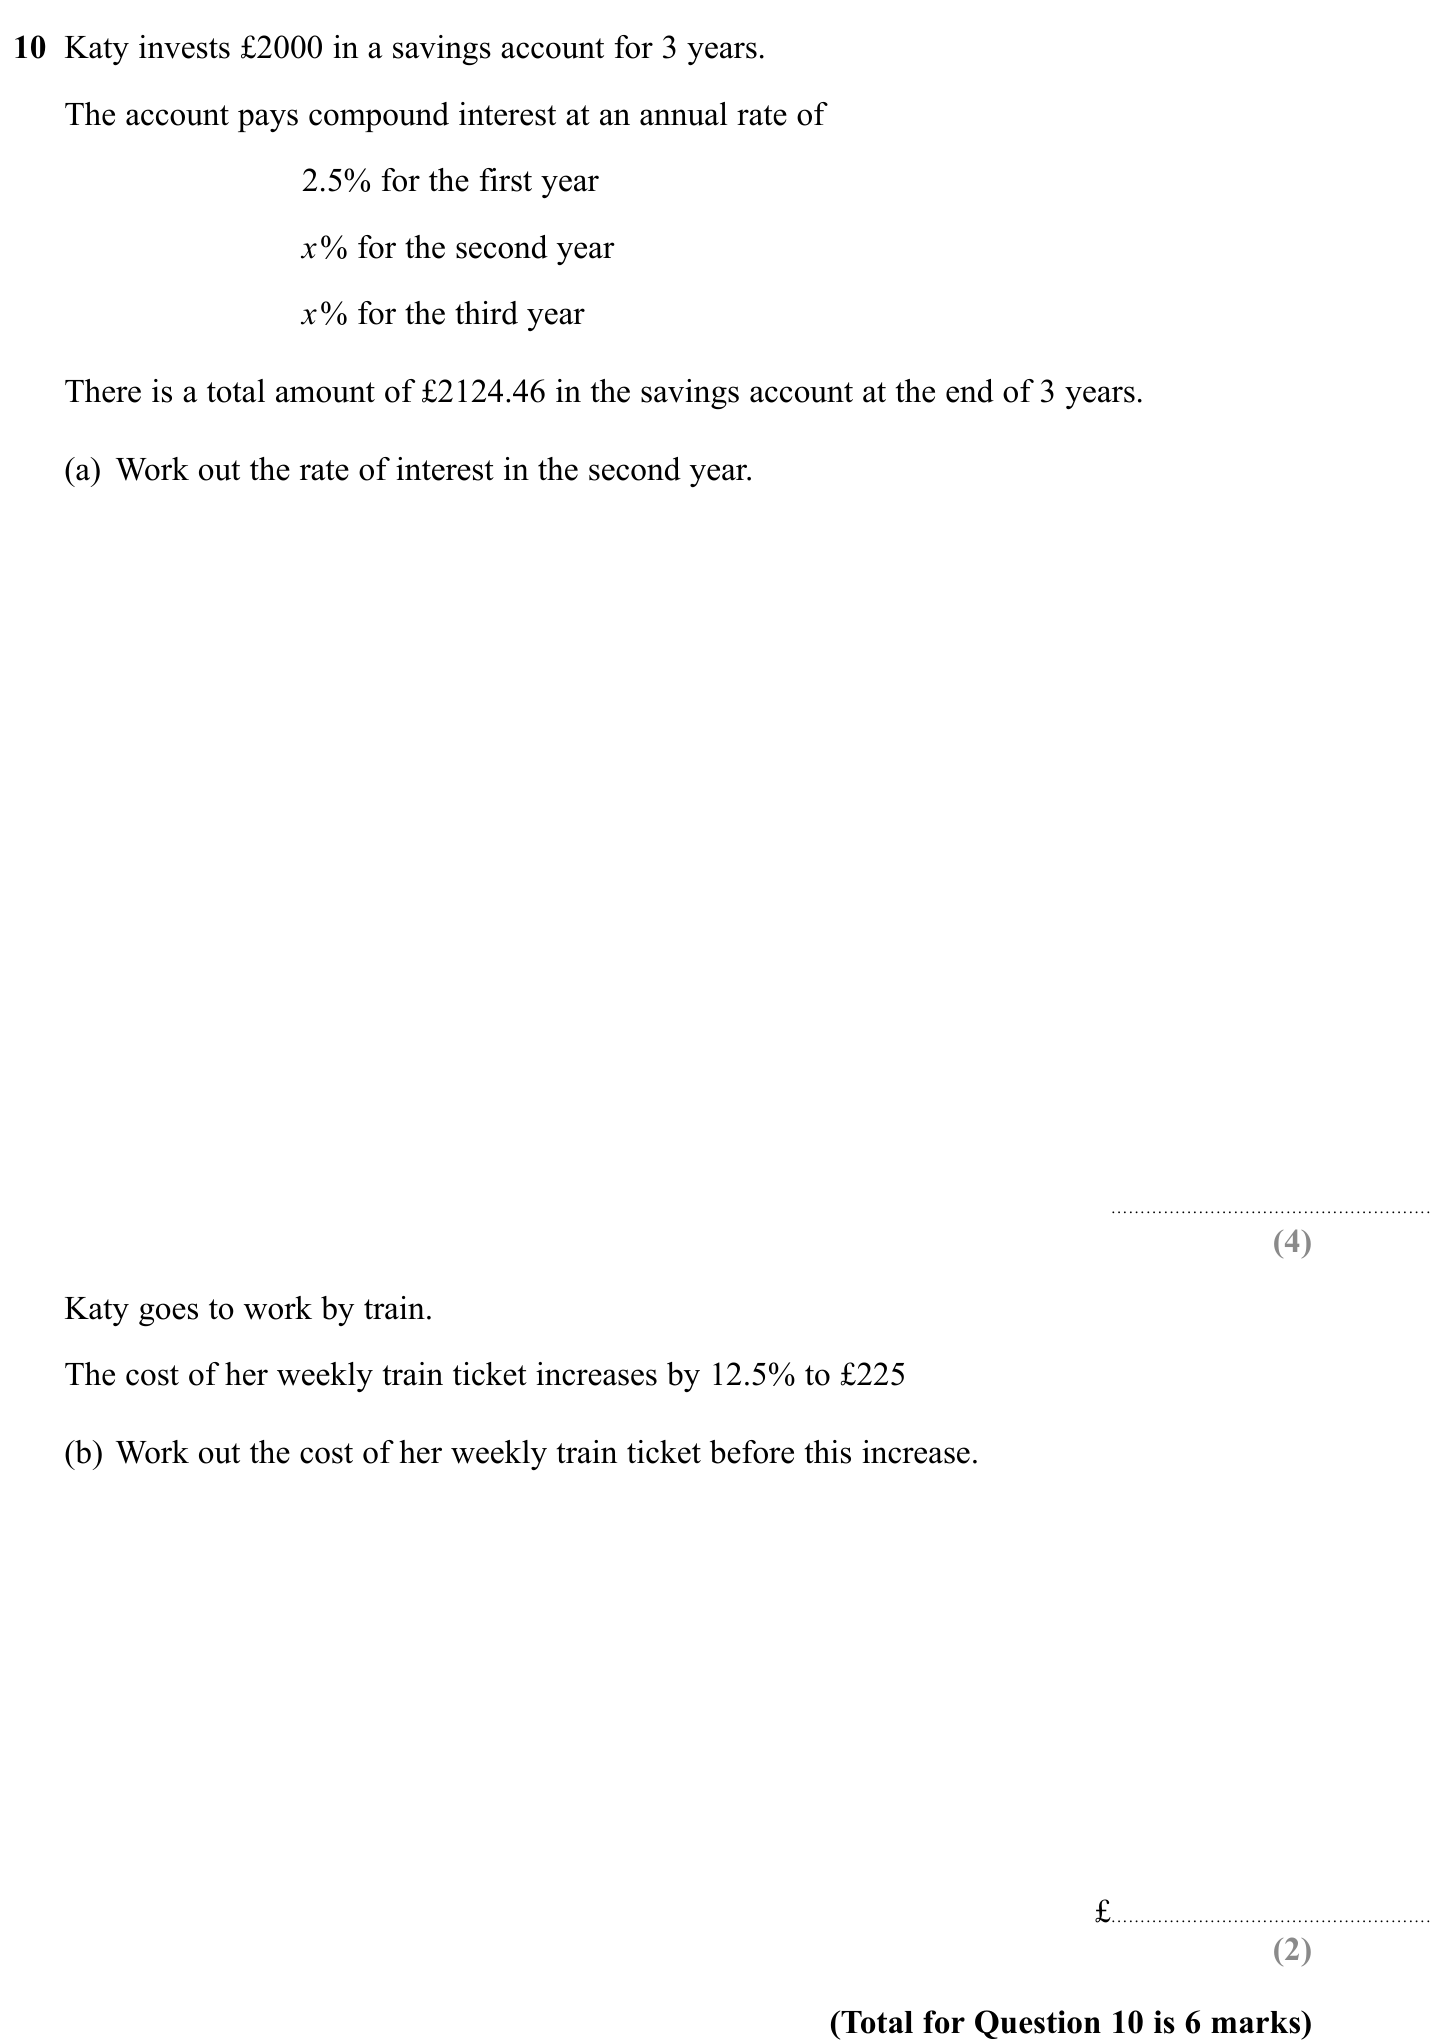 10 Katy invests £2000 in a savings account for 3 years.
The account pays compound interest at an annual rate of
2.5% for the first year
x% for the second year
x% for the third year
There is a total amount of £2124.46 in the savings account at the end of 3 years.
(a) Work out the rate of interest in the second year.
(4)
Katy goes to work by train.
The cost of her weekly train ticket increases by 12.5% to £225
(b) Work out the cost of her weekly train ticket before this increase.
£
(2)
(Total for Question 10 is 6 marks)